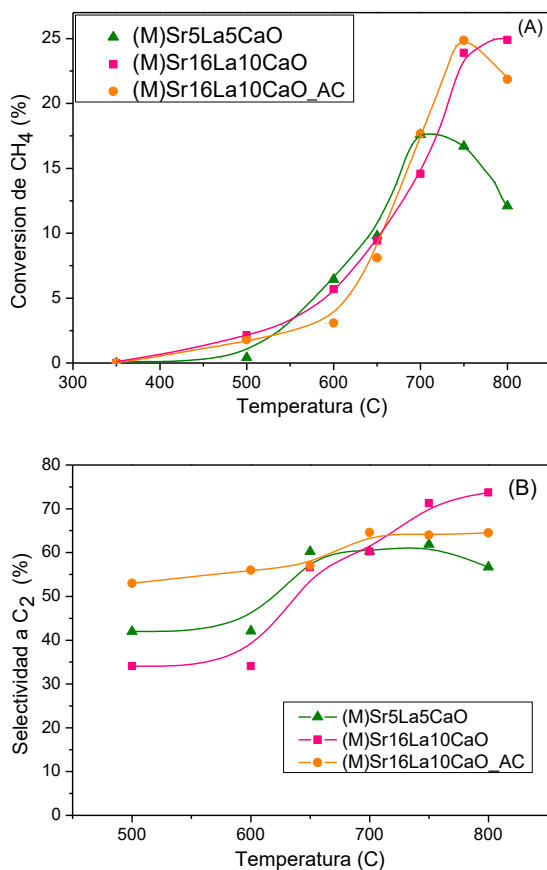 (A)
(M)Sr5La5CaO
(M)Sr16La10CaO
(M)Sr16La10CaO_AC
Conversion de CH4 (%)
25
20
15
10
5
0
300 400 500 600 700 800
Temperatura (C)
(B)
Selectividad a C2 (%)
80
70
60
50
40
30
20
10
0
(M)Sr5La5CaO
(M)Sr16La10CaO
(M)Sr16La10CaO_AC
500 600 700 800
Temperatura (C)